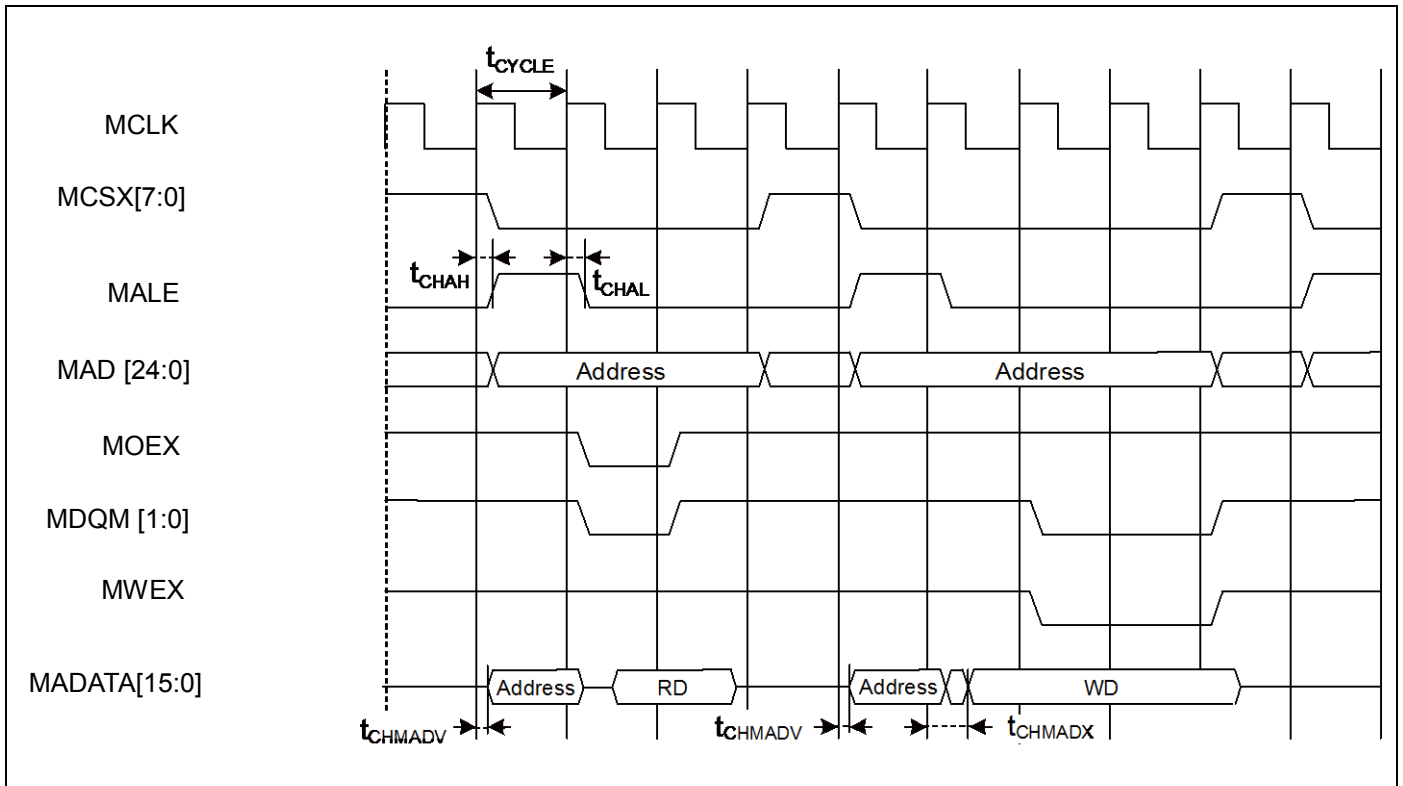 tCYCLE
MCLK
MCSX[7:0]
tCHAH
tCHAL
MALE
MAD [24:0]
Address
Address
MOEX
MDQM [1:0]
MWEX
MADATA[15:0]
Address
RD
Address
WD
tCHMADV
tCHMADV
tCHMADX